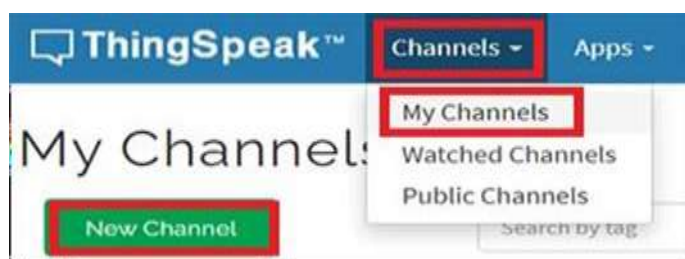 ThingSpeak™ Channels Apps
My Channels
My Channels
Watched Channels
Public Channels
New Channel
Search by tag